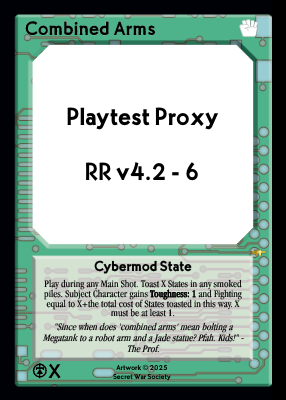 Combined Arms
Playtest Proxy
RR v4.2 - 6
Cybermod State
Play during any Main Shot. Toast X States in any smoked
piles. Subject Character gains Toughness: 1 and Fighting
equal to X+the total cost of States toasted in this way. X
must be at least 1.
"Since when does 'combined arms' mean bolting a
Megatank to a robot arm and a Jade statue? Pfah. Kids!" -
The Prof.
X
Artwork © 2025
Secret War Society